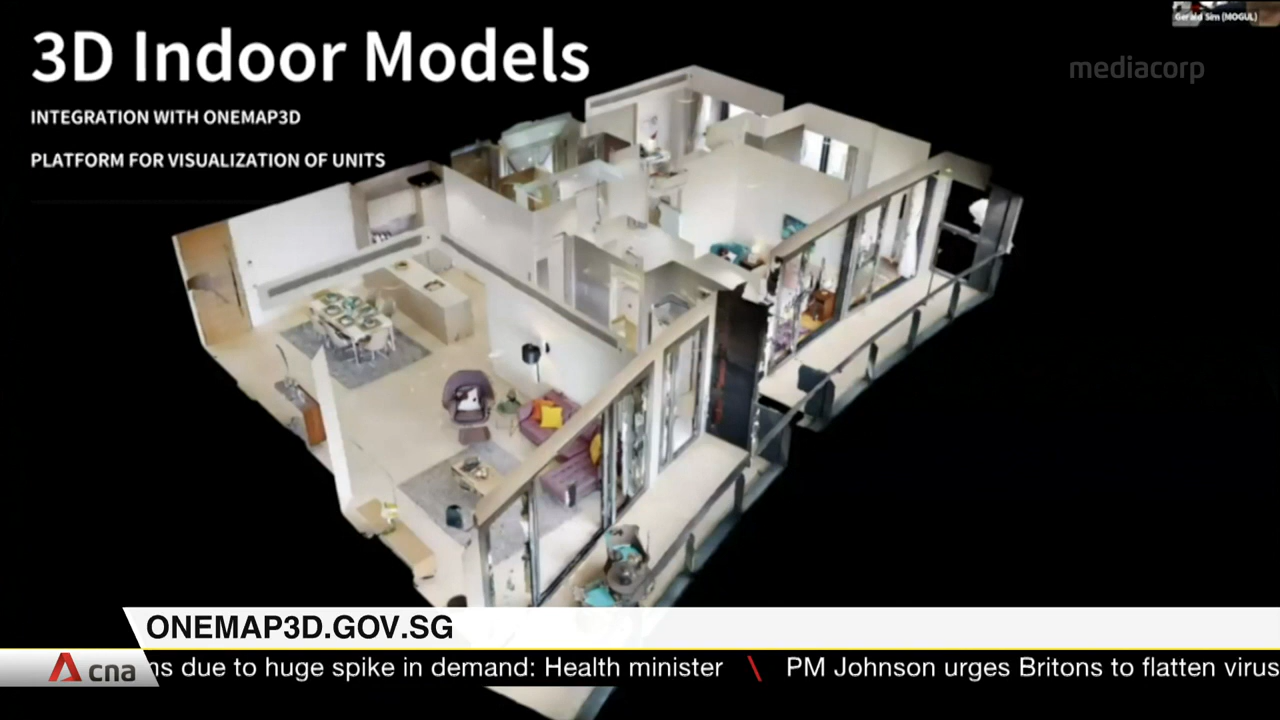 Gerald Sim (MOGUL)
3D Indoor Models
mediacorp
INTEGRATION WITH ONEMAP3D
PLATFORM FOR VISUALIZATION OF UNITS
ONEMAP3D.GOV.SG
cna
ns due to huge spike in demand: Health minister \ PM Johnson urges Britons to flatten virus